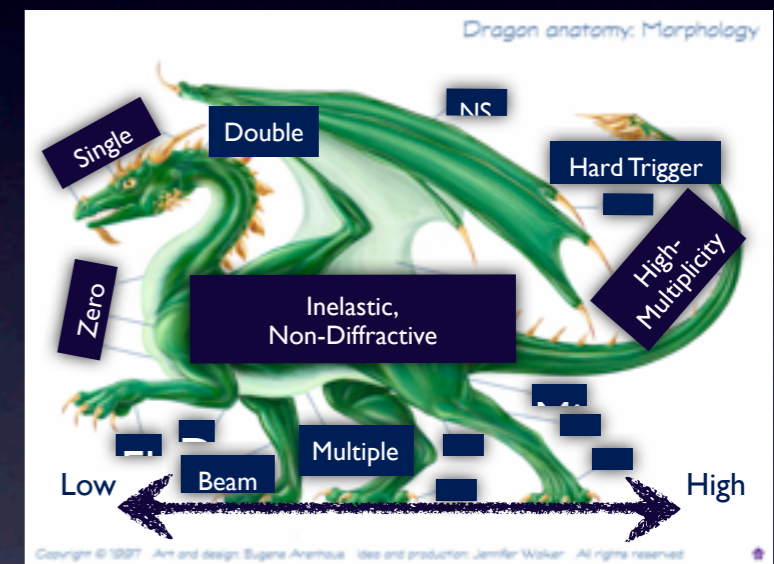 Dragon anatomy: Morphology
NS
Double
Single
Hard Trigger
High-
Multiplicity
Zero
Inelastic,
Non-Diffractive
Multiple
Beam
Low
High
Copyright © 1997 Art and design: Eugene Arenhaus Idea and production: Jennifer Walker All rights reserved